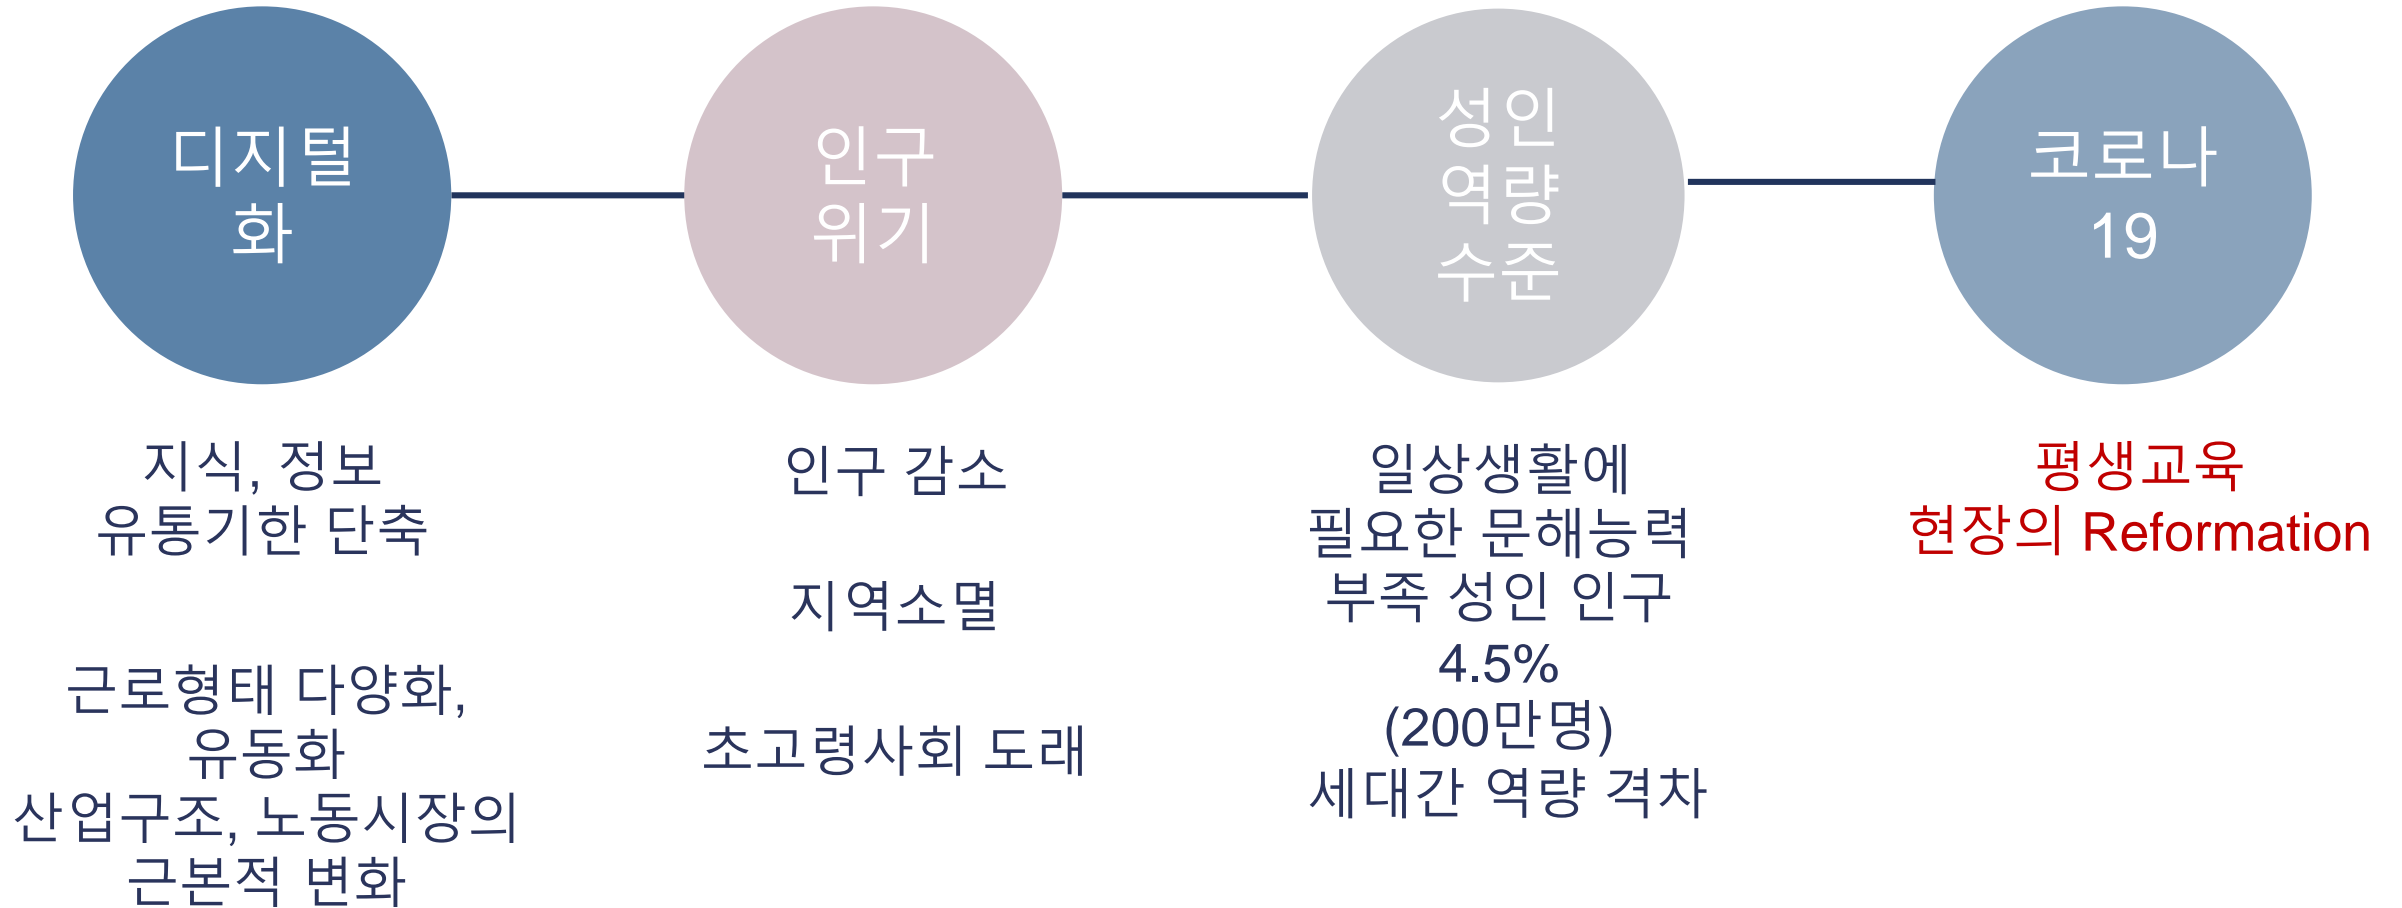 디지털
화
인구
위기
성인
역량
수준
코로나
19
지식, 정보
유통기한 단축
근로형태 다양화,
유동화
산업구조, 노동시장의
근본적 변화
인구 감소
지역소멸
초고령사회 도래
일상생활에
필요한 문해능력
부족 성인 인구
4.5%
(200만명)
세대간 역량 격차
평생교육
현장의 Reformation